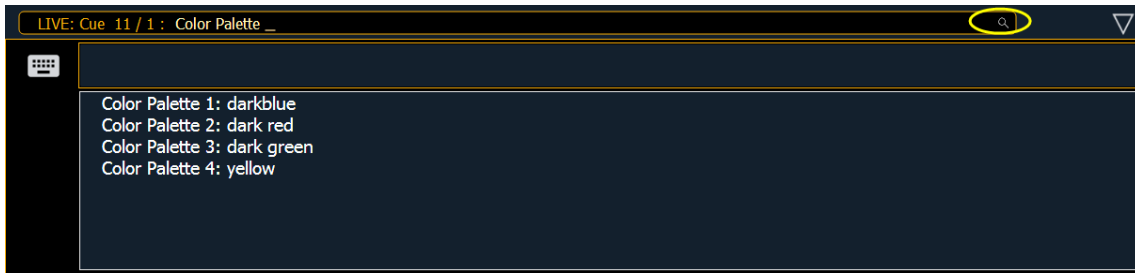 LIVE: Cue 11 / 1 : Color Palette _
Color Palette 1: darkblue
Color Palette 2: dark red
Color Palette 3: dark green
Color Palette 4: yellow